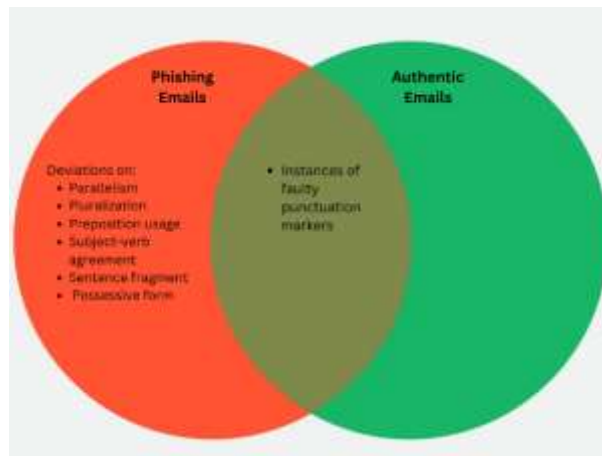 Phishing
Emails
Authentic
Emails
Deviations on:
• Parallelism
• Pluralization
• Preposition usage
• Subject-verb
agreement
• Sentence fragment
• Possessive form
• Instances of
faulty
punctuation
markers